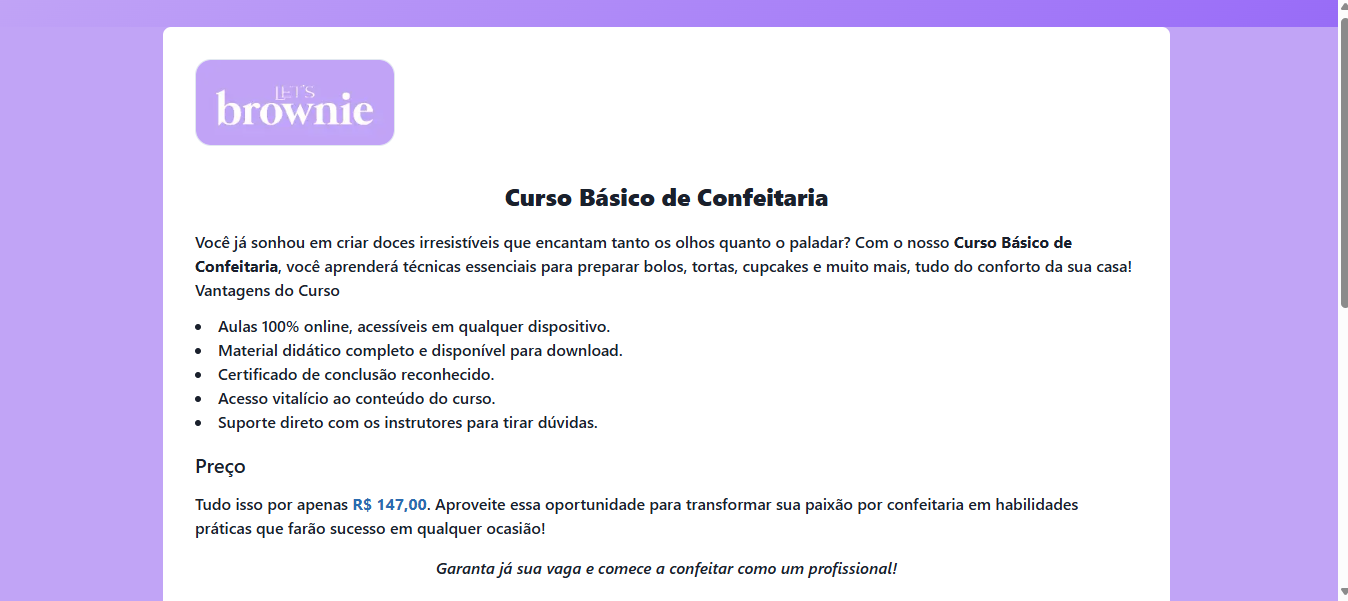 LET'S
brownie
Curso Básico de Confeitaria
Você já sonhou em criar doces irresistíveis que encantam tanto os olhos quanto o paladar? Com o nosso Curso Básico de
Confeitaria, você aprenderá técnicas essenciais para preparar bolos, tortas, cupcakes e muito mais, tudo do conforto da sua casa!
Vantagens do Curso
• Aulas 100% online, acessíveis em qualquer dispositivo.
• Material didático completo e disponível para download.
• Certificado de conclusão reconhecido.
• Acesso vitalício ao conteúdo do curso.
• Suporte direto com os instrutores para tirar dúvidas.
Preço
Tudo isso por apenas R$ 147,00. Aproveite essa oportunidade para transformar sua paixão por confeitaria em habilidades
práticas que farão sucesso em qualquer ocasião!
Garanta já sua vaga e comece a confeitar como um profissional!